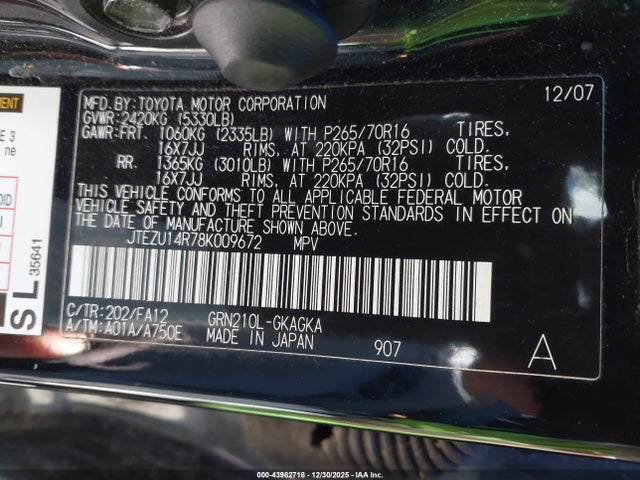 MFD.BY:TOYOTA MOTOR CORPORATION 12/07
GVWR:2420KG (5330LB)
GAWR:FRT. 1060KG (2335LB) WITH P265/70R16 TIRES,
16X7JJ RIMS, AT 220KPA (32PSI) COLD.
RR. 1365KG (3010LB) WITH P265/70R16 TIRES,
16X7JJ RIMS, AT 220KPA (32PSI) COLD.
THIS VEHICLE CONFORMS TO ALL APPLICABLE FEDERAL MOTOR
VEHICLE SAFETY AND THEFT PREVENTION STANDARDS IN EFFECT ON
THE DATE OF MANUFACTURE SHOWN ABOVE.
JTEZU14R78K009672 MPV
C/TR:202/FA12 GRN210L-GKAGKA
A/TM:A01A/A750E MADE IN JAPAN 907 A
SL 35641
000-43982718 - 12/30/2025 - IAA Inc.